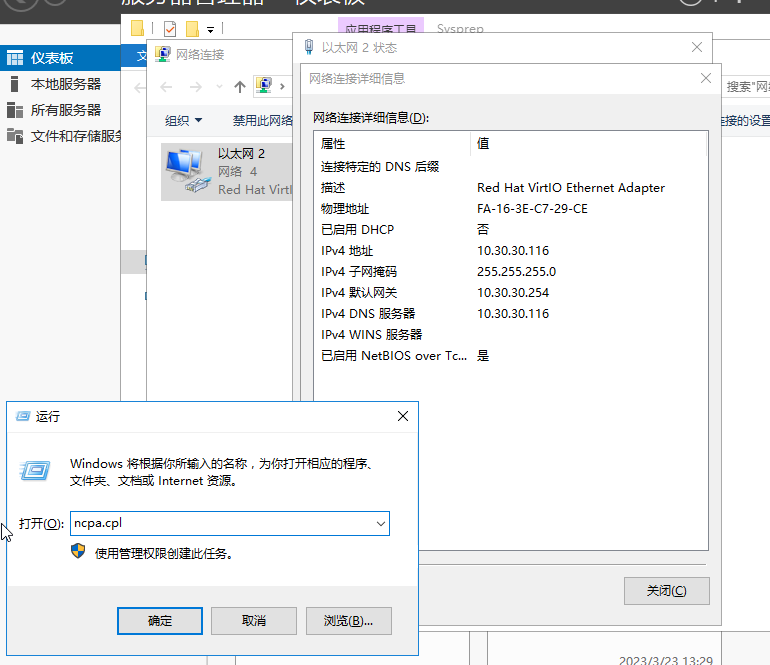 服务器管理器 仪表板
应用程序工具
Sysprep
仪表板
本地服务器
所有服务器
文件和存储服务
文
网络连接
组织
禁用此网络
以太网 2
网络 4
Red Hat VirtI
搜索"网
连接的设置
以太网 2 状态
网络连接详细信息
网络连接详细信息(D):
属性 值
连接特定的 DNS 后缀
描述 Red Hat VirtIO Ethernet Adapter
物理地址 FA-16-3E-C7-29-CE
已启用 DHCP 否
IPv4 地址 10.30.30.116
IPv4 子网掩码 255.255.255.0
IPv4 默认网关 10.30.30.254
IPv4 DNS 服务器 10.30.30.116
IPv4 WINS 服务器
已启用 NetBIOS over Tc... 是
关闭(C)
运行
Windows 将根据你所输入的名称，为你打开相应的程序、
文件夹、文档或 Internet 资源。
打开(O): ncpa.cpl
使用管理权限创建此任务。
确定 取消 浏览(B)...
2023/3/23 13:29